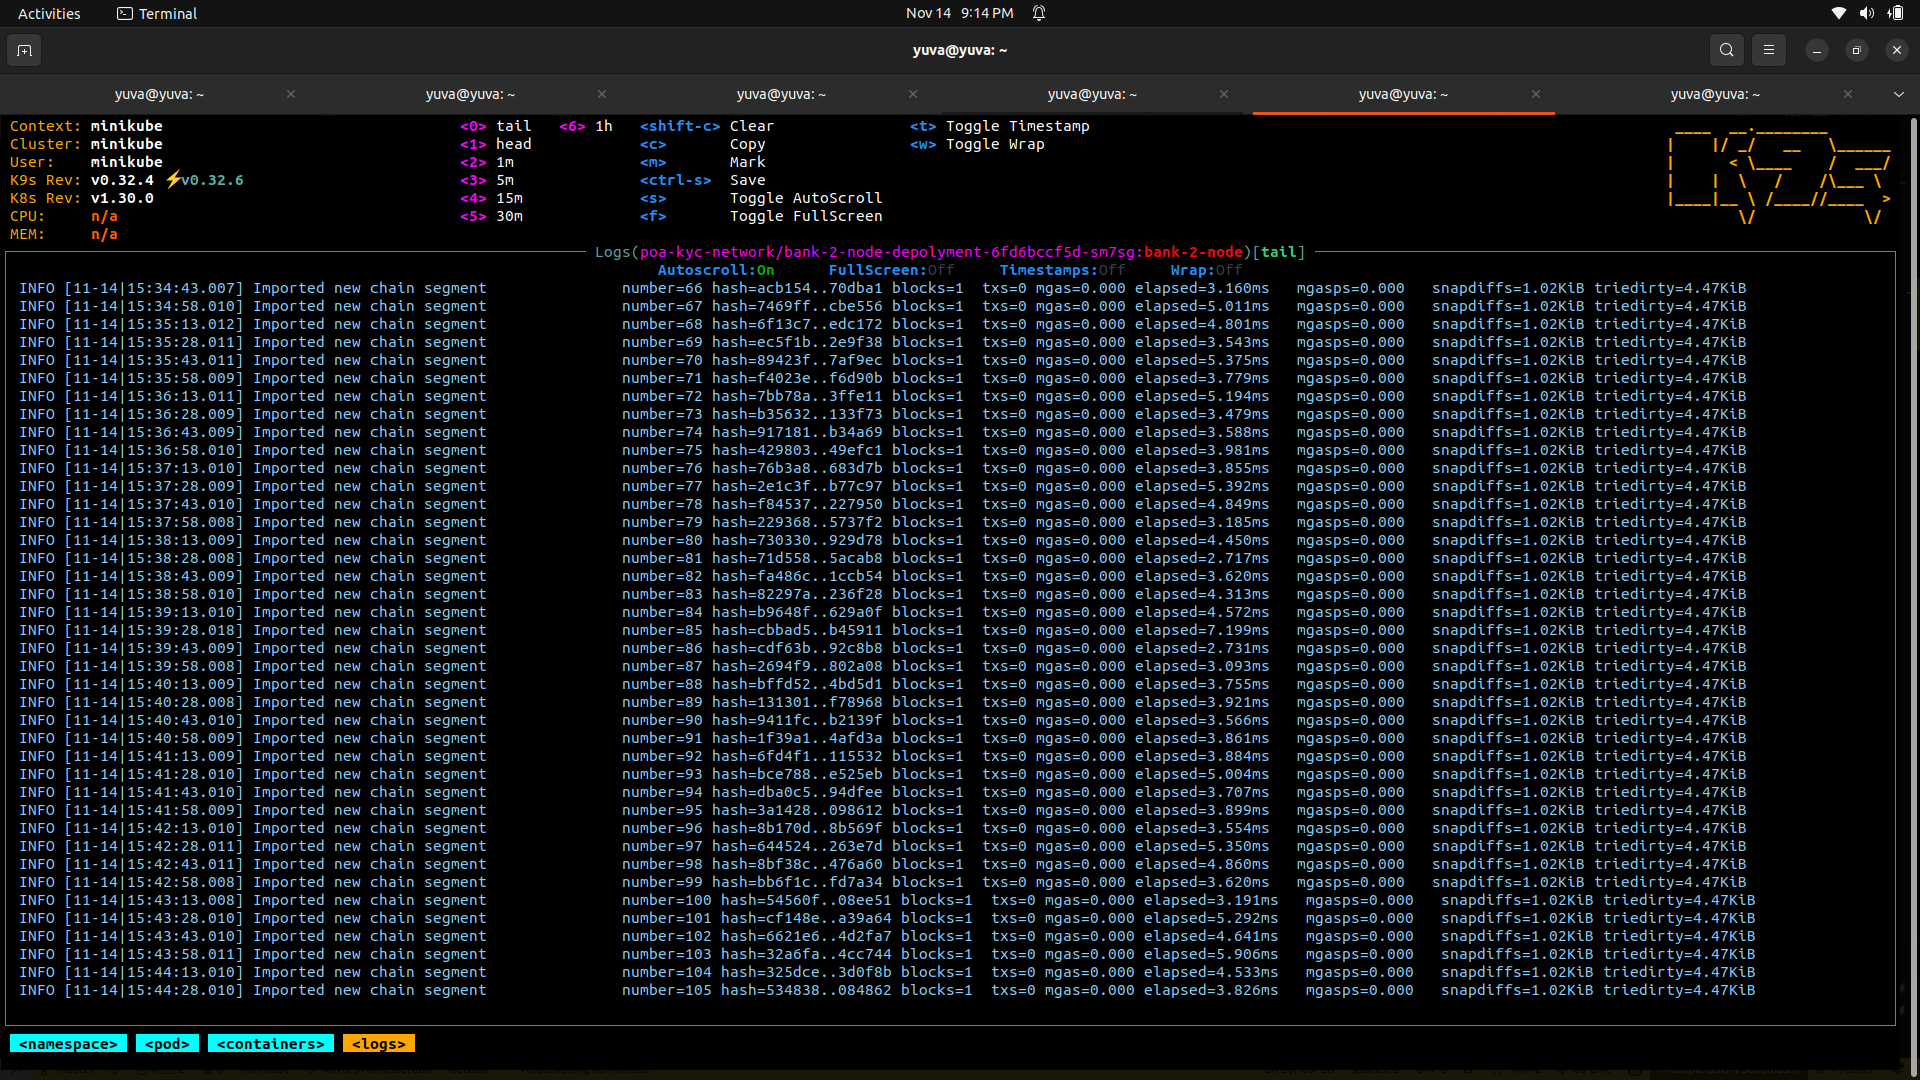 Activities Terminal Nov 14 9:14 PM
yuva@yuva: ~
yuva@yuva: ~ yuva@yuva: ~ yuva@yuva: ~ yuva@yuva: ~ yuva@yuva: ~ yuva@yuva: ~
Context: minikube <0> tail <6> 1h <shift-c> Clear <t> Toggle Timestamp
Cluster: minikube <1> head <c> Copy <w> Toggle Wrap
User: minikube <2> 1m <m> Mark
K9s Rev: v0.32.4 ⚡v0.32.6 <3> 5m <ctrl-s> Save
K8s Rev: v1.30.0 <4> 15m <s> Toggle AutoScroll
CPU: n/a <5> 30m <f> Toggle FullScreen
MEM: n/a
Logs(poa-kyc-network/bank-2-node-depolyment-6fd6bccf5d-sm7sg:bank-2-node)[tail]
Autoscroll:On FullScreen:Off Timestamps:Off Wrap:Off
INFO [11-14|15:34:43.007] Imported new chain segment number=66 hash=acb154..70dba1 blocks=1 txs=0 mgas=0.000 elapsed=3.160ms mgasps=0.000 snapdiffs=1.02KiB triedirty=4.47KiB
INFO [11-14|15:34:58.010] Imported new chain segment number=67 hash=7469ff..cbe556 blocks=1 txs=0 mgas=0.000 elapsed=5.011ms mgasps=0.000 snapdiffs=1.02KiB triedirty=4.47KiB
INFO [11-14|15:35:13.012] Imported new chain segment number=68 hash=6f13c7..edc172 blocks=1 txs=0 mgas=0.000 elapsed=4.801ms mgasps=0.000 snapdiffs=1.02KiB triedirty=4.47KiB
INFO [11-14|15:35:28.011] Imported new chain segment number=69 hash=ec5f1b..2e9f38 blocks=1 txs=0 mgas=0.000 elapsed=3.543ms mgasps=0.000 snapdiffs=1.02KiB triedirty=4.47KiB
INFO [11-14|15:35:43.011] Imported new chain segment number=70 hash=89423f..7af9ec blocks=1 txs=0 mgas=0.000 elapsed=5.375ms mgasps=0.000 snapdiffs=1.02KiB triedirty=4.47KiB
INFO [11-14|15:35:58.009] Imported new chain segment number=71 hash=f4023e..f6d90b blocks=1 txs=0 mgas=0.000 elapsed=3.779ms mgasps=0.000 snapdiffs=1.02KiB triedirty=4.47KiB
INFO [11-14|15:36:13.011] Imported new chain segment number=72 hash=7bb78a..3ffe11 blocks=1 txs=0 mgas=0.000 elapsed=5.194ms mgasps=0.000 snapdiffs=1.02KiB triedirty=4.47KiB
INFO [11-14|15:36:28.009] Imported new chain segment number=73 hash=b35632..133f73 blocks=1 txs=0 mgas=0.000 elapsed=3.479ms mgasps=0.000 snapdiffs=1.02KiB triedirty=4.47KiB
INFO [11-14|15:36:43.009] Imported new chain segment number=74 hash=917181..b34a69 blocks=1 txs=0 mgas=0.000 elapsed=3.588ms mgasps=0.000 snapdiffs=1.02KiB triedirty=4.47KiB
INFO [11-14|15:36:58.010] Imported new chain segment number=75 hash=429803..49efc1 blocks=1 txs=0 mgas=0.000 elapsed=3.981ms mgasps=0.000 snapdiffs=1.02KiB triedirty=4.47KiB
INFO [11-14|15:37:13.010] Imported new chain segment number=76 hash=76b3a8..683d7b blocks=1 txs=0 mgas=0.000 elapsed=3.855ms mgasps=0.000 snapdiffs=1.02KiB triedirty=4.47KiB
INFO [11-14|15:37:28.009] Imported new chain segment number=77 hash=2e1c3f..b77c97 blocks=1 txs=0 mgas=0.000 elapsed=5.392ms mgasps=0.000 snapdiffs=1.02KiB triedirty=4.47KiB
INFO [11-14|15:37:43.010] Imported new chain segment number=78 hash=f84537..227950 blocks=1 txs=0 mgas=0.000 elapsed=4.849ms mgasps=0.000 snapdiffs=1.02KiB triedirty=4.47KiB
INFO [11-14|15:37:58.008] Imported new chain segment number=79 hash=229368..5737f2 blocks=1 txs=0 mgas=0.000 elapsed=3.185ms mgasps=0.000 snapdiffs=1.02KiB triedirty=4.47KiB
INFO [11-14|15:38:13.009] Imported new chain segment number=80 hash=730330..929d78 blocks=1 txs=0 mgas=0.000 elapsed=4.450ms mgasps=0.000 snapdiffs=1.02KiB triedirty=4.47KiB
INFO [11-14|15:38:28.008] Imported new chain segment number=81 hash=71d558..5acab8 blocks=1 txs=0 mgas=0.000 elapsed=2.717ms mgasps=0.000 snapdiffs=1.02KiB triedirty=4.47KiB
INFO [11-14|15:38:43.009] Imported new chain segment number=82 hash=fa486c..1ccb54 blocks=1 txs=0 mgas=0.000 elapsed=3.620ms mgasps=0.000 snapdiffs=1.02KiB triedirty=4.47KiB
INFO [11-14|15:38:58.010] Imported new chain segment number=83 hash=82297a..236f28 blocks=1 txs=0 mgas=0.000 elapsed=4.313ms mgasps=0.000 snapdiffs=1.02KiB triedirty=4.47KiB
INFO [11-14|15:39:13.010] Imported new chain segment number=84 hash=b9648f..629a0f blocks=1 txs=0 mgas=0.000 elapsed=4.572ms mgasps=0.000 snapdiffs=1.02KiB triedirty=4.47KiB
INFO [11-14|15:39:28.018] Imported new chain segment number=85 hash=cbbad5..b45911 blocks=1 txs=0 mgas=0.000 elapsed=7.199ms mgasps=0.000 snapdiffs=1.02KiB triedirty=4.47KiB
INFO [11-14|15:39:43.009] Imported new chain segment number=86 hash=cdf63b..92c8b8 blocks=1 txs=0 mgas=0.000 elapsed=2.731ms mgasps=0.000 snapdiffs=1.02KiB triedirty=4.47KiB
INFO [11-14|15:39:58.008] Imported new chain segment number=87 hash=2694f9..802a08 blocks=1 txs=0 mgas=0.000 elapsed=3.093ms mgasps=0.000 snapdiffs=1.02KiB triedirty=4.47KiB
INFO [11-14|15:40:13.009] Imported new chain segment number=88 hash=bffd52..4bd5d1 blocks=1 txs=0 mgas=0.000 elapsed=3.755ms mgasps=0.000 snapdiffs=1.02KiB triedirty=4.47KiB
INFO [11-14|15:40:28.008] Imported new chain segment number=89 hash=131301..f78968 blocks=1 txs=0 mgas=0.000 elapsed=3.921ms mgasps=0.000 snapdiffs=1.02KiB triedirty=4.47KiB
INFO [11-14|15:40:43.010] Imported new chain segment number=90 hash=9411fc..b2139f blocks=1 txs=0 mgas=0.000 elapsed=3.566ms mgasps=0.000 snapdiffs=1.02KiB triedirty=4.47KiB
INFO [11-14|15:40:58.009] Imported new chain segment number=91 hash=1f39a1..4afd3a blocks=1 txs=0 mgas=0.000 elapsed=3.861ms mgasps=0.000 snapdiffs=1.02KiB triedirty=4.47KiB
INFO [11-14|15:41:13.009] Imported new chain segment number=92 hash=6fd4f1..115532 blocks=1 txs=0 mgas=0.000 elapsed=3.884ms mgasps=0.000 snapdiffs=1.02KiB triedirty=4.47KiB
INFO [11-14|15:41:28.010] Imported new chain segment number=93 hash=bce788..e525eb blocks=1 txs=0 mgas=0.000 elapsed=5.004ms mgasps=0.000 snapdiffs=1.02KiB triedirty=4.47KiB
INFO [11-14|15:41:43.010] Imported new chain segment number=94 hash=dba0c5..94dfee blocks=1 txs=0 mgas=0.000 elapsed=3.707ms mgasps=0.000 snapdiffs=1.02KiB triedirty=4.47KiB
INFO [11-14|15:41:58.009] Imported new chain segment number=95 hash=3a1428..098612 blocks=1 txs=0 mgas=0.000 elapsed=3.899ms mgasps=0.000 snapdiffs=1.02KiB triedirty=4.47KiB
INFO [11-14|15:42:13.010] Imported new chain segment number=96 hash=8b170d..8b569f blocks=1 txs=0 mgas=0.000 elapsed=3.554ms mgasps=0.000 snapdiffs=1.02KiB triedirty=4.47KiB
INFO [11-14|15:42:28.011] Imported new chain segment number=97 hash=644524..263e7d blocks=1 txs=0 mgas=0.000 elapsed=5.350ms mgasps=0.000 snapdiffs=1.02KiB triedirty=4.47KiB
INFO [11-14|15:42:43.011] Imported new chain segment number=98 hash=8bf38c..476a60 blocks=1 txs=0 mgas=0.000 elapsed=4.860ms mgasps=0.000 snapdiffs=1.02KiB triedirty=4.47KiB
INFO [11-14|15:42:58.008] Imported new chain segment number=99 hash=bb6f1c..fd7a34 blocks=1 txs=0 mgas=0.000 elapsed=3.620ms mgasps=0.000 snapdiffs=1.02KiB triedirty=4.47KiB
INFO [11-14|15:43:13.008] Imported new chain segment number=100 hash=54560f..08ee51 blocks=1 txs=0 mgas=0.000 elapsed=3.191ms mgasps=0.000 snapdiffs=1.02KiB triedirty=4.47KiB
INFO [11-14|15:43:28.010] Imported new chain segment number=101 hash=cf148e..a39a64 blocks=1 txs=0 mgas=0.000 elapsed=5.292ms mgasps=0.000 snapdiffs=1.02KiB triedirty=4.47KiB
INFO [11-14|15:43:43.010] Imported new chain segment number=102 hash=6621e6..4d2fa7 blocks=1 txs=0 mgas=0.000 elapsed=4.641ms mgasps=0.000 snapdiffs=1.02KiB triedirty=4.47KiB
INFO [11-14|15:43:58.011] Imported new chain segment number=103 hash=32a6fa..4cc744 blocks=1 txs=0 mgas=0.000 elapsed=5.906ms mgasps=0.000 snapdiffs=1.02KiB triedirty=4.47KiB
INFO [11-14|15:44:13.010] Imported new chain segment number=104 hash=325dce..3d0f8b blocks=1 txs=0 mgas=0.000 elapsed=4.533ms mgasps=0.000 snapdiffs=1.02KiB triedirty=4.47KiB
INFO [11-14|15:44:28.010] Imported new chain segment number=105 hash=534838..084862 blocks=1 txs=0 mgas=0.000 elapsed=3.826ms mgasps=0.000 snapdiffs=1.02KiB triedirty=4.47KiB
<namespace> <pod> <containers> <logs>